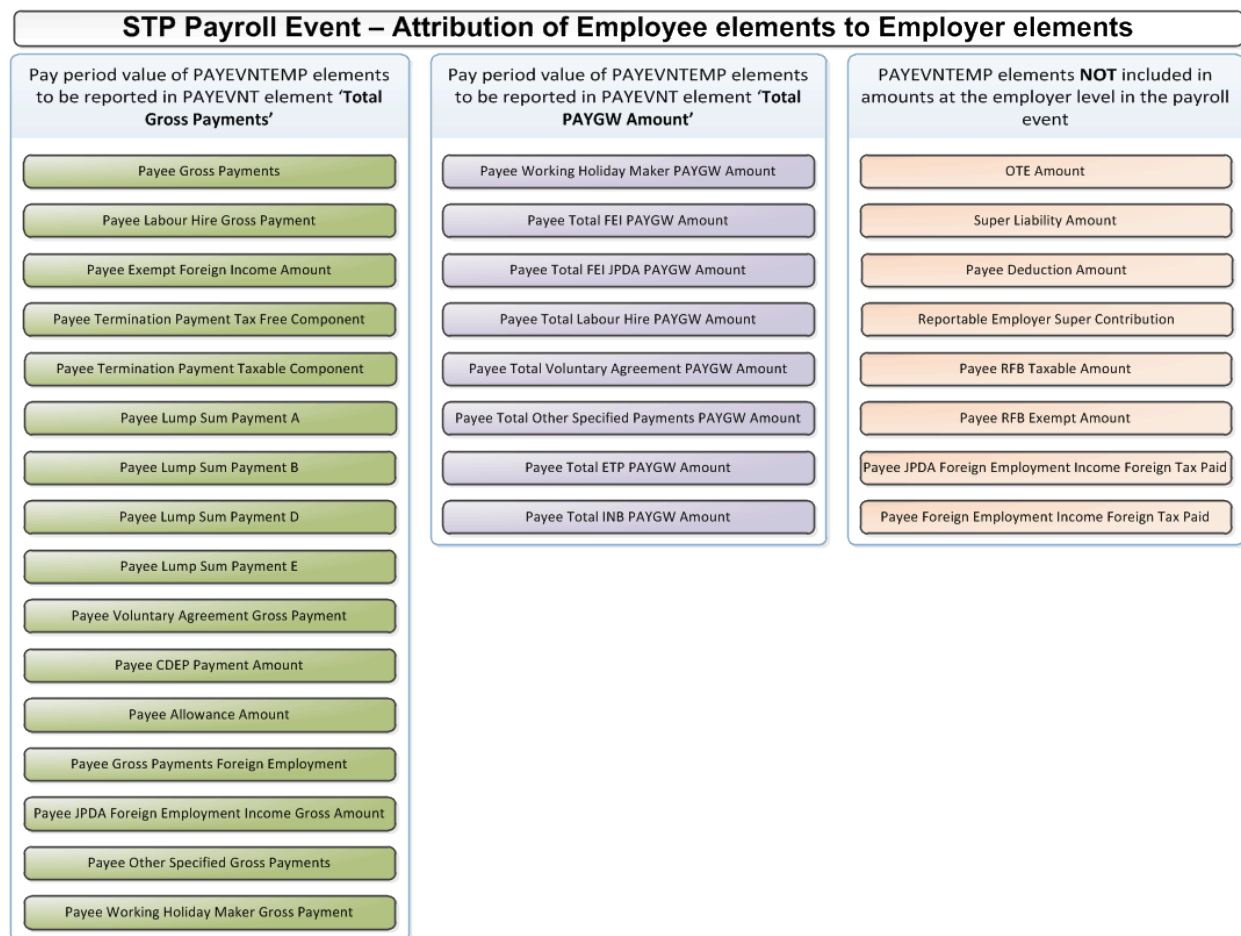 STP Payroll Event – Attribution of Employee elements to Employer elements
Pay period value of PAYEVNTEMP elements
to be reported in PAYEVNT element ‘Total
Gross Payments’
Payee Gross Payments
Payee Labour Hire Gross Payment
Payee Exempt Foreign Income Amount
Payee Termination Payment Tax Free Component
Payee Termination Payment Taxable Component
Payee Lump Sum Payment A
Payee Lump Sum Payment B
Payee Lump Sum Payment D
Payee Lump Sum Payment E
Payee Voluntary Agreement Gross Payment
Payee CDEP Payment Amount
Payee Allowance Amount
Payee Gross Payments Foreign Employment
Payee JPDA Foreign Employment Income Gross Amount
Payee Other Specified Gross Payments
Payee Working Holiday Maker Gross Payment
Pay period value of PAYEVNTEMP elements
to be reported in PAYEVNT element ‘Total
PAYGW Amount’
Payee Working Holiday Maker PAYGW Amount
Payee Total FEI PAYGW Amount
Payee Total FEI JPDA PAYGW Amount
Payee Total Labour Hire PAYGW Amount
Payee Total Voluntary Agreement PAYGW Amount
Payee Total Other Specified Payments PAYGW Amount
Payee Total ETP PAYGW Amount
Payee Total INB PAYGW Amount
PAYEVNTEMP elements NOT included in
amounts at the employer level in the payroll
event
OTE Amount
Super Liability Amount
Payee Deduction Amount
Reportable Employer Super Contribution
Payee RFB Taxable Amount
Payee RFB Exempt Amount
Payee JPDA Foreign Employment Income Foreign Tax Paid
Payee Foreign Employment Income Foreign Tax Paid